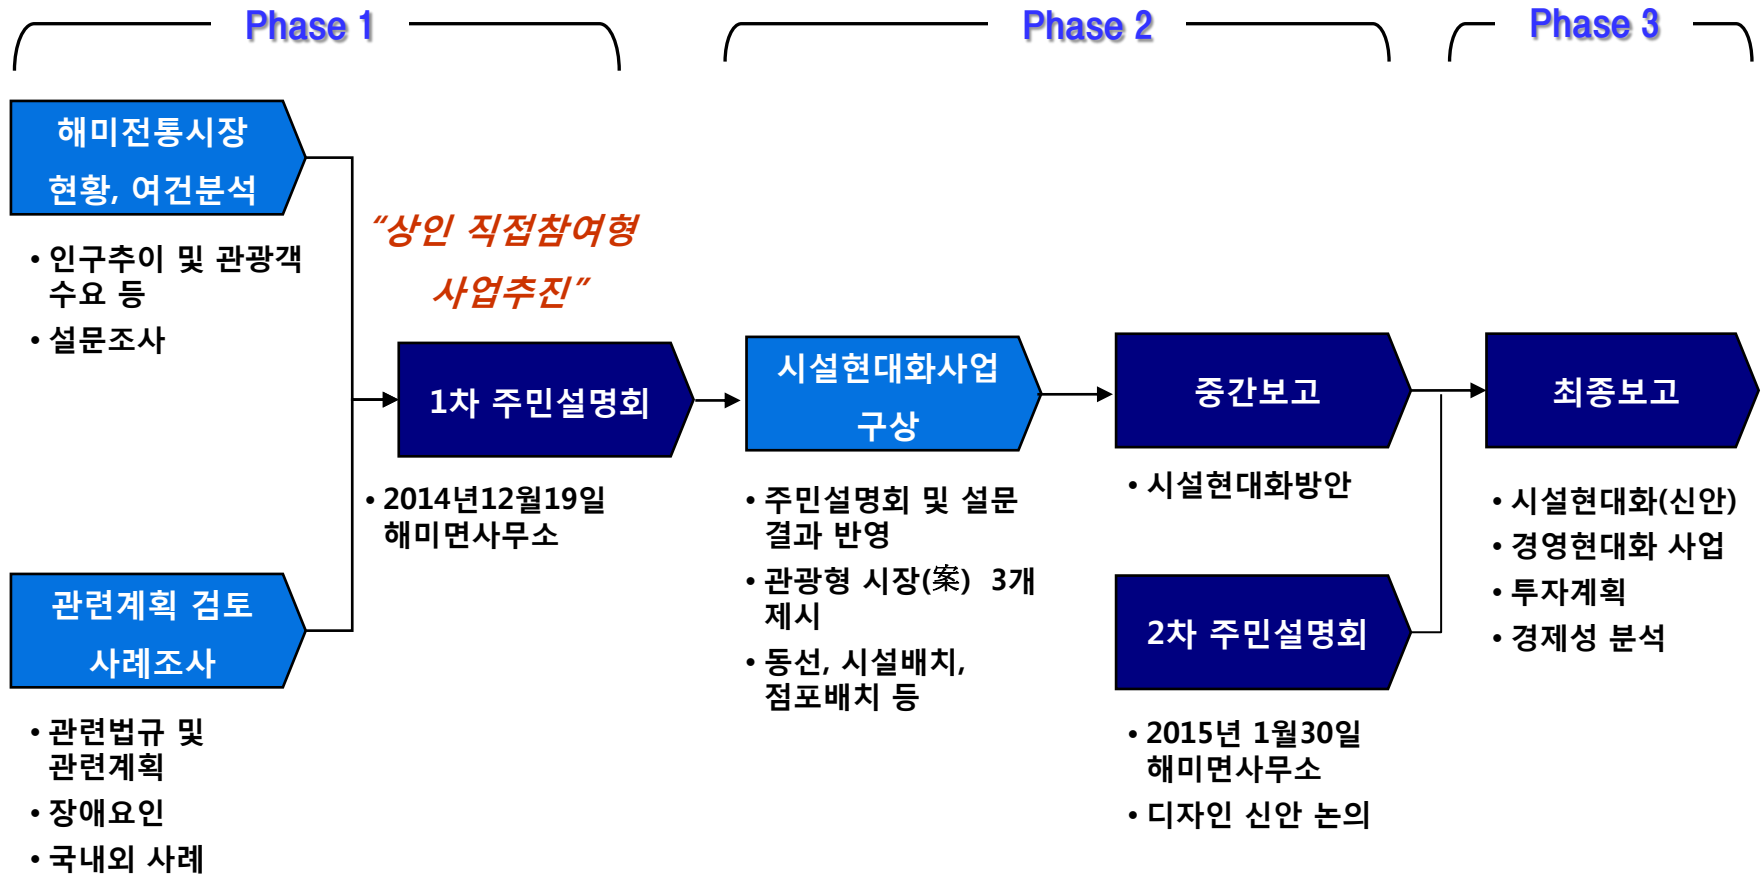 Phase 1
Phase 2
Phase 3
해미전통시장
현황, 여건분석
• 인구추이 및 관광객
수요 등
• 설문조사
“상인 직접참여형
사업추진”
1차 주민설명회
• 2014년12월19일
해미면사무소
관련계획 검토
사례조사
• 관련법규 및
관련계획
• 장애요인
• 국내외 사례
시설현대화사업
구상
• 주민설명회 및 설문
결과 반영
• 관광형 시장(案) 3개
제시
• 동선, 시설배치,
점포배치 등
중간보고
• 시설현대화방안
2차 주민설명회
• 2015년 1월30일
해미면사무소
• 디자인 신안 논의
최종보고
• 시설현대화(신안)
• 경영현대화 사업
• 투자계획
• 경제성 분석